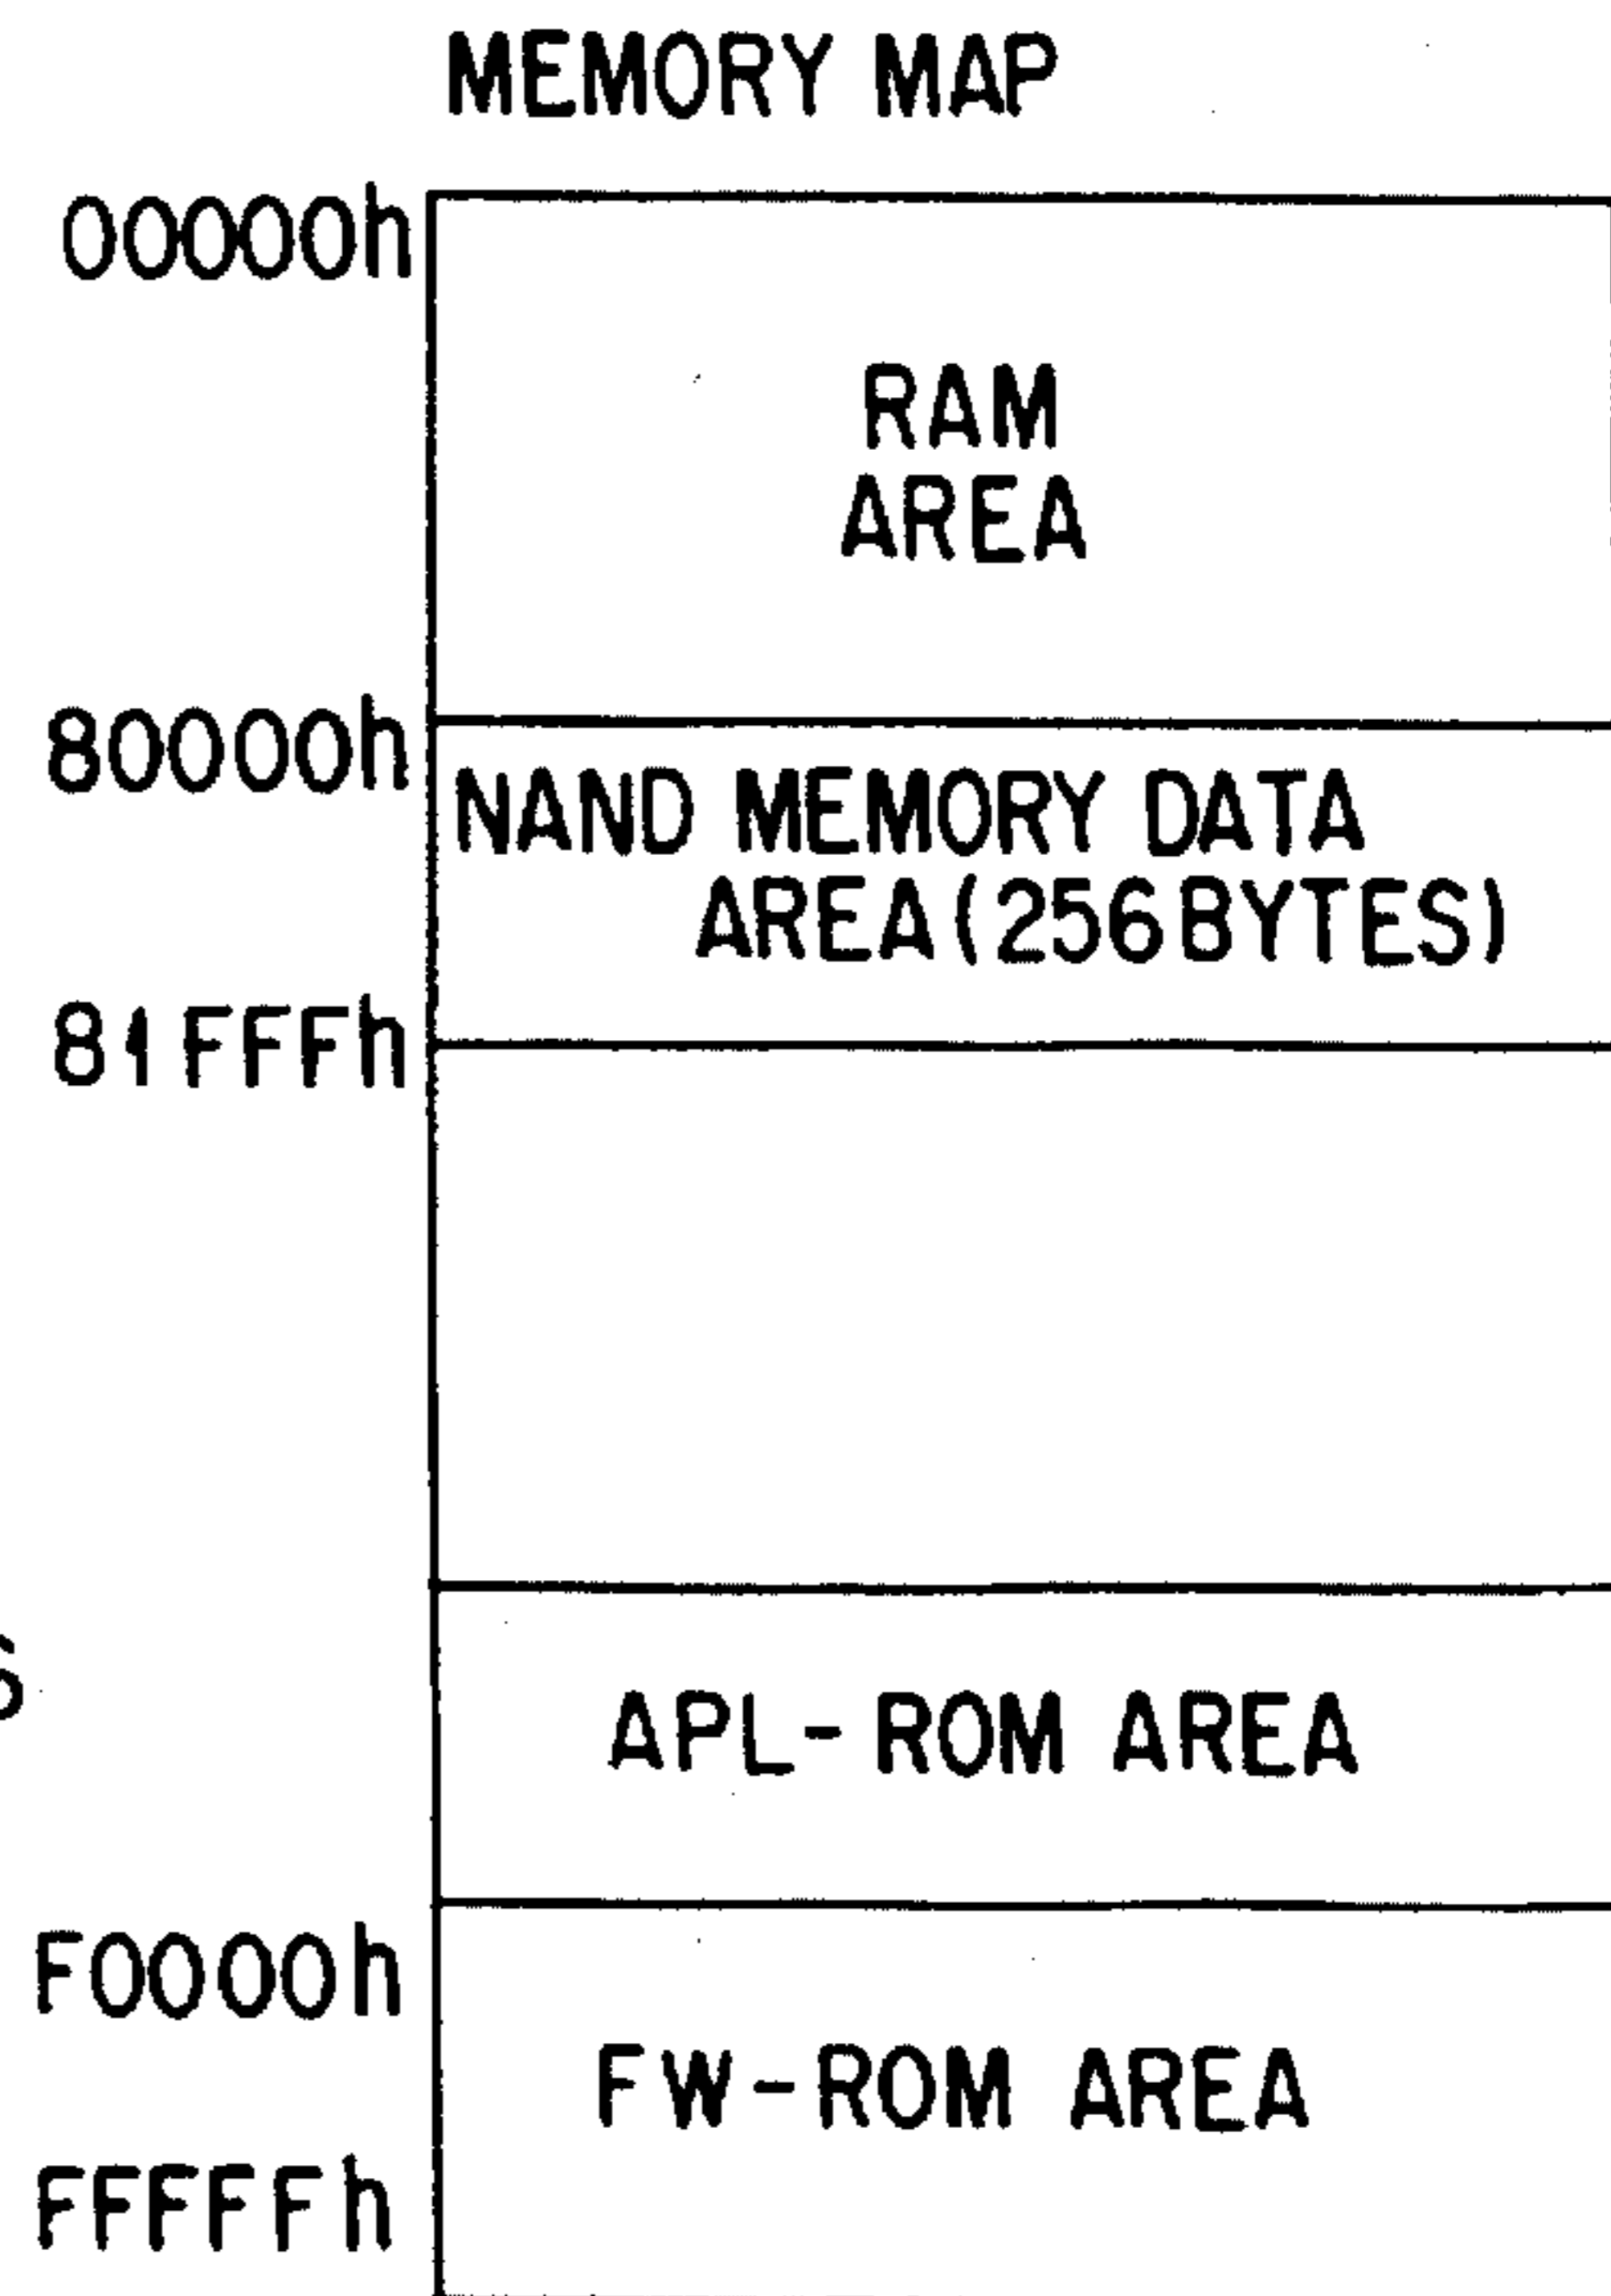 MEMORY MAP
00000h
RAM
AREA
80000h
NAND MEMORY DATA
AREA(256BYTES)
81FFFh
APL-ROM AREA
F0000h
FW-ROM AREA
FFFFFh